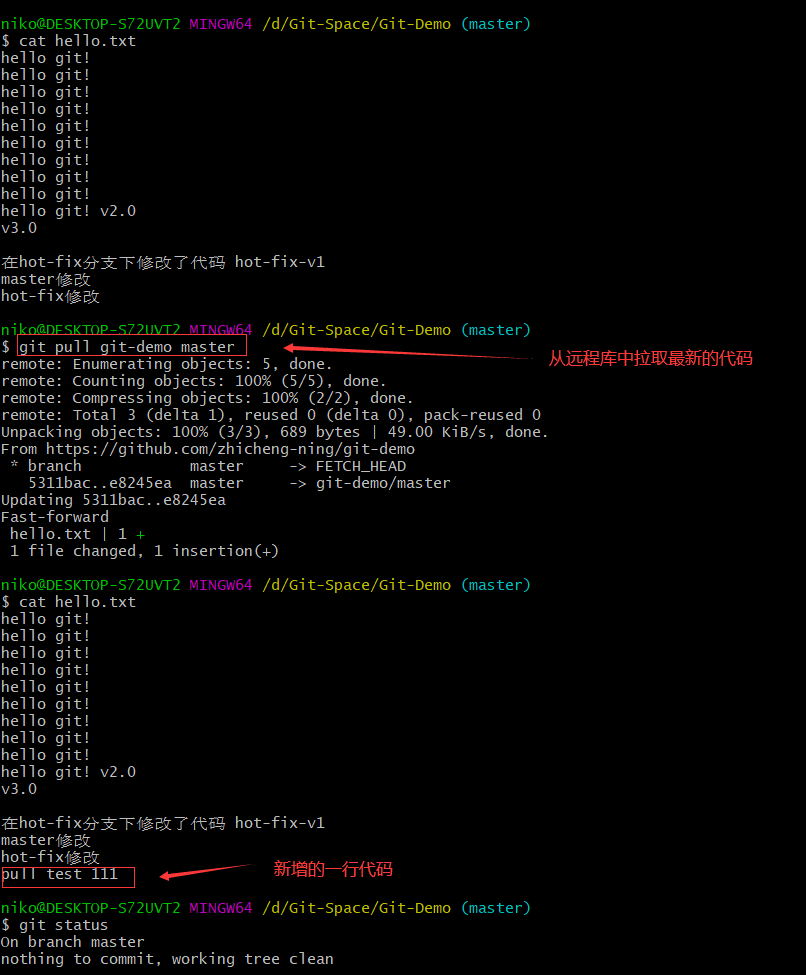 niko@DESKTOP-S72UVT2 MINGW64 /d/Git-Space/Git-Demo (master)
$ cat hello.txt
hello git!
hello git!
hello git!
hello git!
hello git!
hello git!
hello git!
hello git!
hello git!
hello git! v2.0
v3.0
在hot-fix分支下修改了代码 hot-fix-v1
master修改
hot-fix修改
niko@DESKTOP-S72UVT2 MINGW64 /d/Git-Space/Git-Demo (master)
$ git pull git-demo master
从远程库中拉取最新的代码
remote: Enumerating objects: 5, done.
remote: Counting objects: 100% (5/5), done.
remote: Compressing objects: 100% (2/2), done.
remote: Total 3 (delta 1), reused 0 (delta 0), pack-reused 0
Unpacking objects: 100% (3/3), 689 bytes | 49.00 KiB/s, done.
From https://github.com/zhicheng-ning/git-demo
 * branch            master     -> FETCH_HEAD
   5311bac..e8245ea  master     -> git-demo/master
Updating 5311bac..e8245ea
Fast-forward
 hello.txt | 1 +
 1 file changed, 1 insertion(+)
niko@DESKTOP-S72UVT2 MINGW64 /d/Git-Space/Git-Demo (master)
$ cat hello.txt
hello git!
hello git!
hello git!
hello git!
hello git!
hello git!
hello git!
hello git!
hello git!
hello git! v2.0
v3.0
在hot-fix分支下修改了代码 hot-fix-v1
master修改
hot-fix修改
pull test 111
新增的一行代码
niko@DESKTOP-S72UVT2 MINGW64 /d/Git-Space/Git-Demo (master)
$ git status
On branch master
nothing to commit, working tree clean